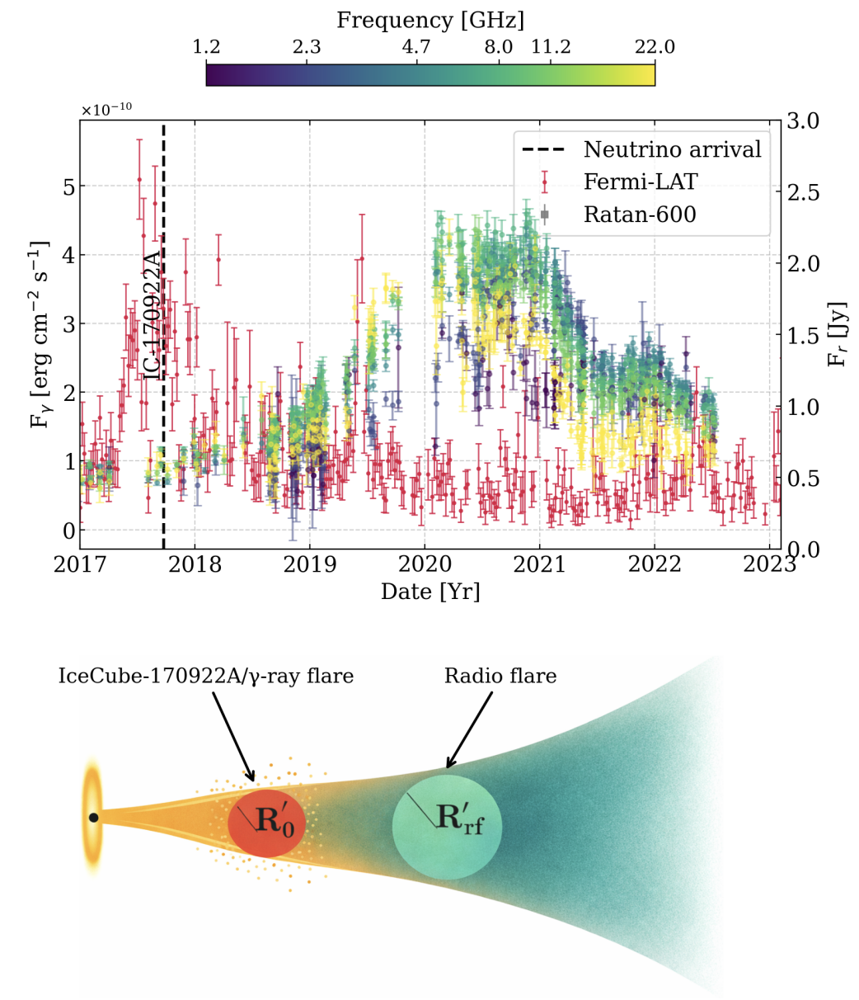 Frequency [GHz]
1.2 2.3 4.7 8.0 11.2 22.0
×10⁻¹⁰
3.0
Neutrino arrival
Fermi-LAT
Ratan-600
5
2.5
4
2.0
3
1.5
2
1.0
1
0.5
0
0.0
IC-170922A
Fγ [erg cm⁻² s⁻¹]
Fᵣ [Jy]
2017 2018 2019 2020 2021 2022 2023
Date [Yr]
IceCube-170922A/γ-ray flare
Radio flare
R′₀
R′rf